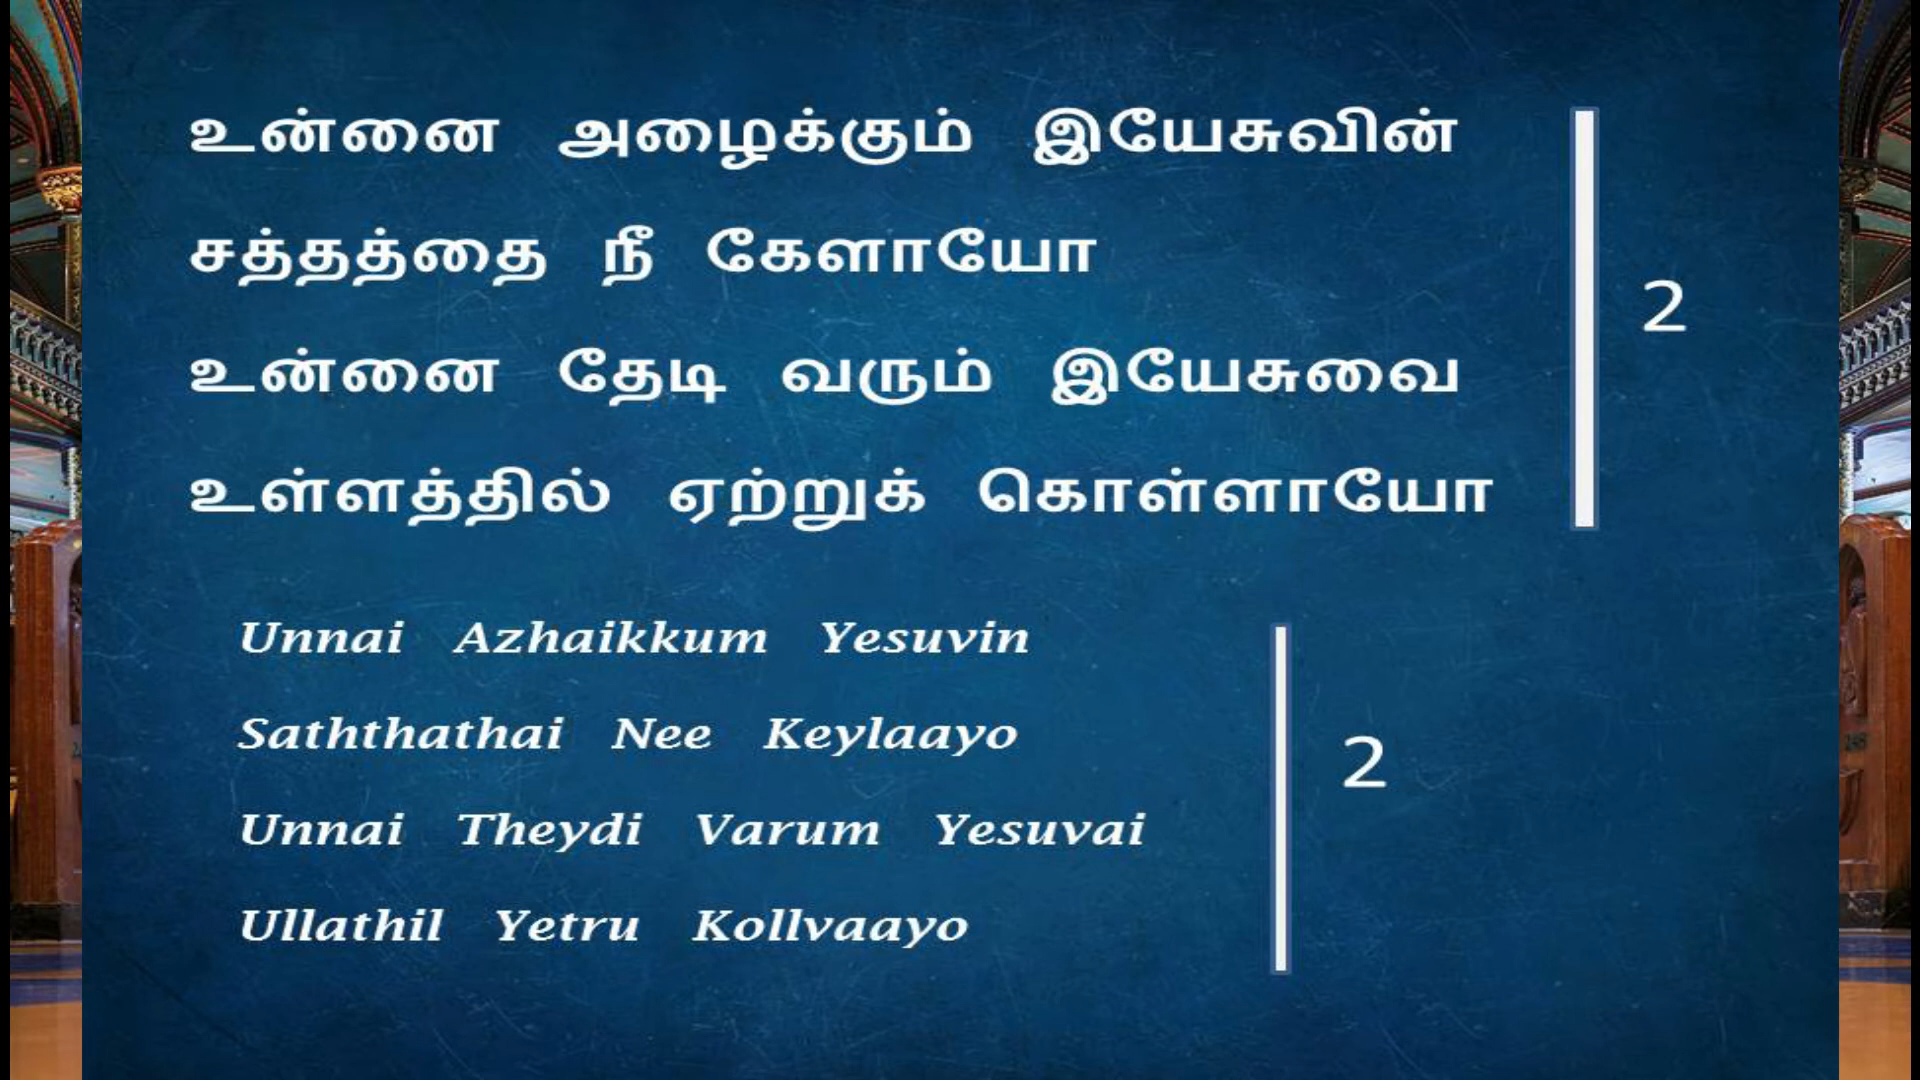 உன்னை அழைக்கும் இயேசுவின்
சத்தத்தை நீ கேளாயோ
உன்னை தேடி வரும் இயேசுவை
உள்ளத்தில் ஏற்றுக் கொள்ளாயோ
2
Unnai Azhaikkum Yesuvin
Saththathai Nee Keylaayo
Unnai Theydi Varum Yesuvai
Ullathil Yetru Kollvaayo
2